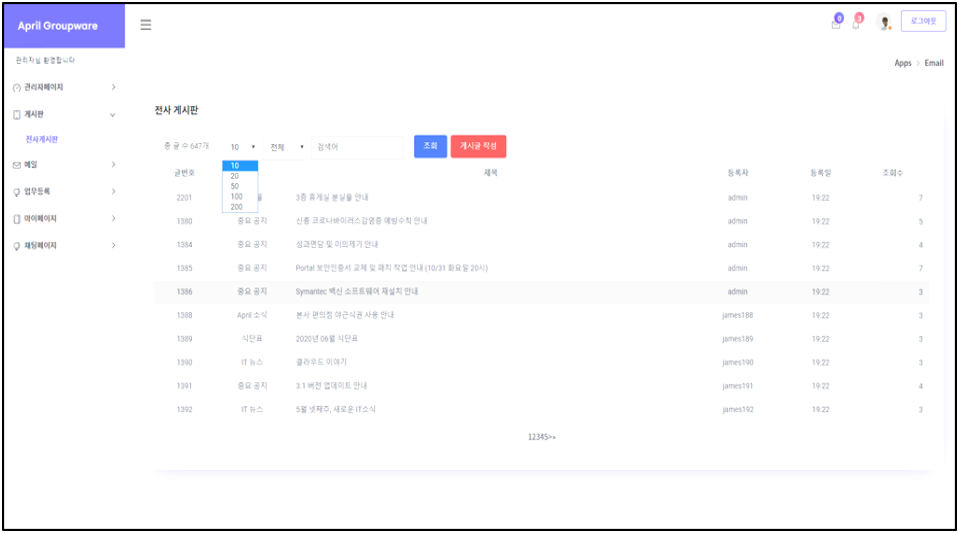 April Groupware
0
3
로그아웃
관리자님 환영합니다
Apps > Email
관리자페이지
게시판
전사게시판
메일
업무등록
마이페이지
채팅페이지
전사 게시판
총 글 수 647개 10 전체 검색어 조회 게시글 작성
10
20
50
100
200
글번호 제목 등록자 등록일 조회수
2201 3층 휴게실 분실물 안내 admin 19:22 7
1380 중요 공지 신종 코로나바이러스감염증 예방수칙 안내 admin 19:22 5
1384 중요 공지 성과면담 및 이의제기 안내 admin 19:22 4
1385 중요 공지 Portal 보안인증서 교체 및 패치 작업 안내 (10/31 화요일 20시) admin 19:22 7
1386 중요 공지 Symantec 백신 소프트웨어 재설치 안내 admin 19:22 3
1388 April 소식 본사 편의점 야근식권 사용 안내 james188 19:22 3
1389 식단표 2020년 06월 식단표 james189 19:22 3
1390 IT 뉴스 클라우드 이야기 james190 19:22 3
1391 중요 공지 3.1 버전 업데이트 안내 james191 19:22 4
1392 IT 뉴스 5월 넷째주, 새로운 IT소식 james192 19:22 3
12345>»